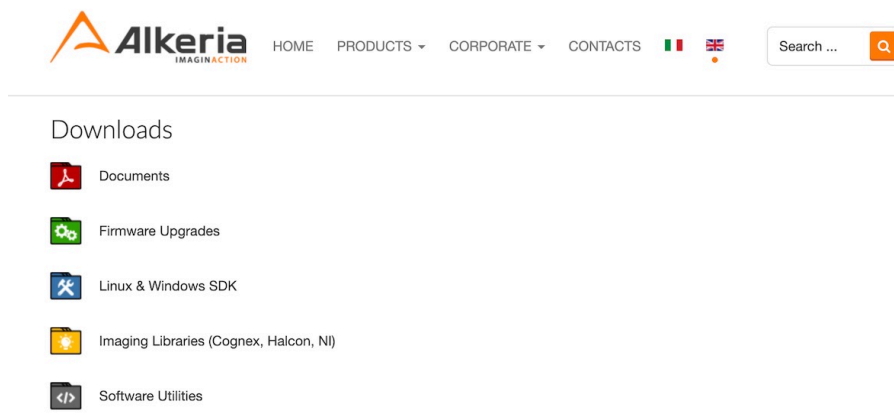 Alkeria
IMAGINACTION
HOME PRODUCTS CORPORATE CONTACTS Search ...
Downloads
Documents
Firmware Upgrades
Linux & Windows SDK
Imaging Libraries (Cognex, Halcon, NI)
</>
Software Utilities